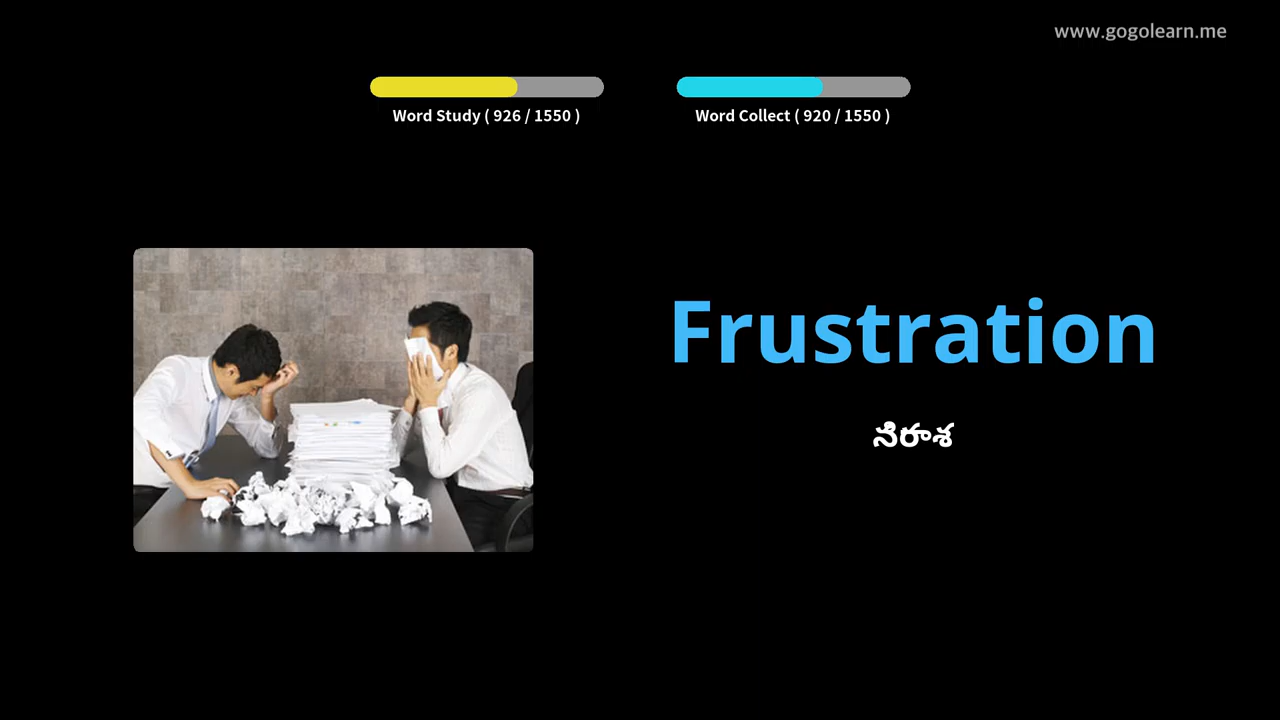 www.gogolearn.me
Word Study ( 926 / 1550 )
Word Collect ( 920 / 1550 )
Frustration
నిరాశ